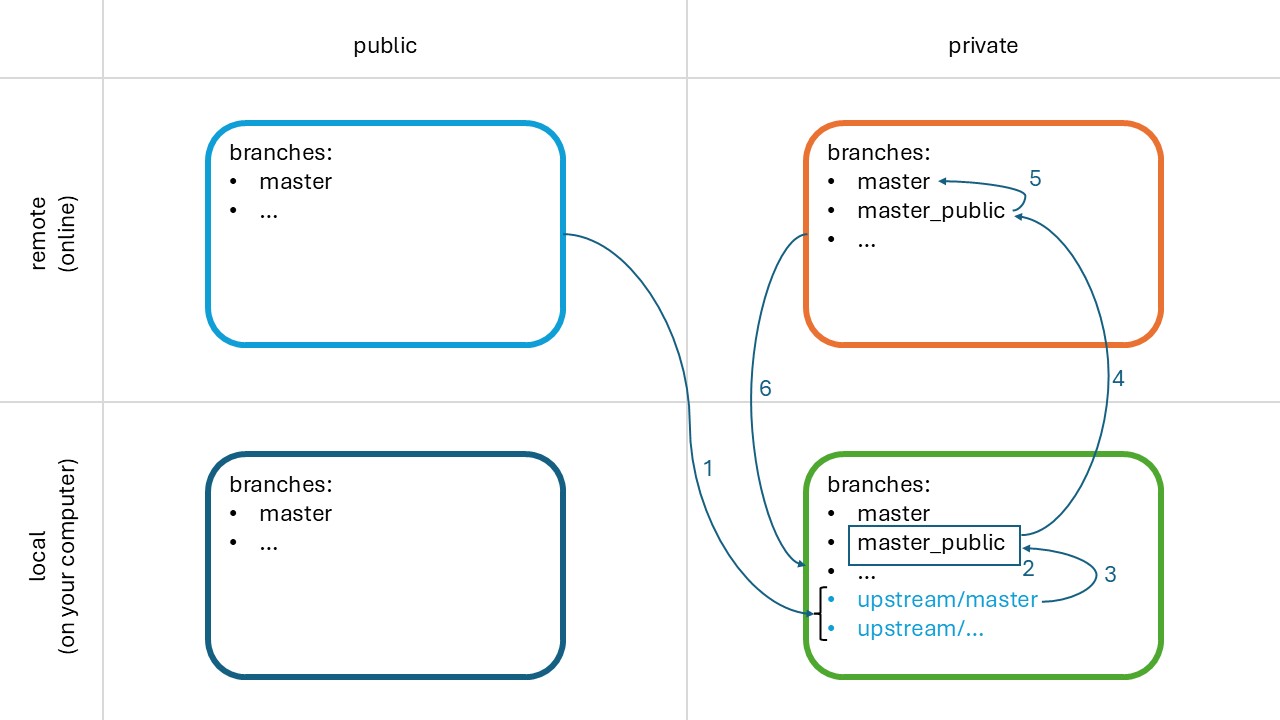 public
private
remote
(online)
branches:
• master
• ...
branches:
• master
• master_public
• ...
5
6
4
local
(on your computer)
branches:
• master
• ...
1
branches:
• master
• master_public
• ...
2
3
• upstream/master
• upstream/...